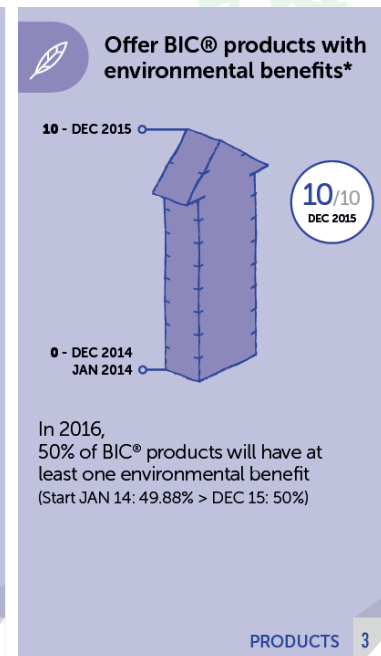 Offer BIC® products with
environmental benefits*
10 - DEC 2015
10/10
DEC 2015
0 - DEC 2014
JAN 2014
In 2016,
50% of BIC® products will have at
least one environmental benefit
(Start JAN 14: 49.88% > DEC 15: 50%)
PRODUCTS 3